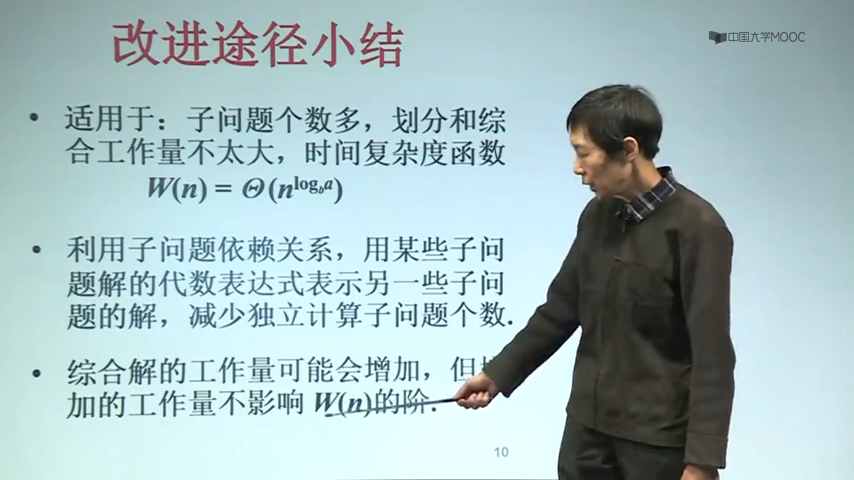 中国大学MOOC
改进途径小结
• 适用于：子问题个数多，划分和综
合工作量不太大，时间复杂度函数
W(n) = Θ(n^{log_b a})
• 利用子问题依赖关系，用某些子问
题解的代数表达式表示另一些子问
题的解，减少独立计算子问题个数.
• 综合解的工作量可能会增加，但
加的工作量不影响 W(n)的阶.
10